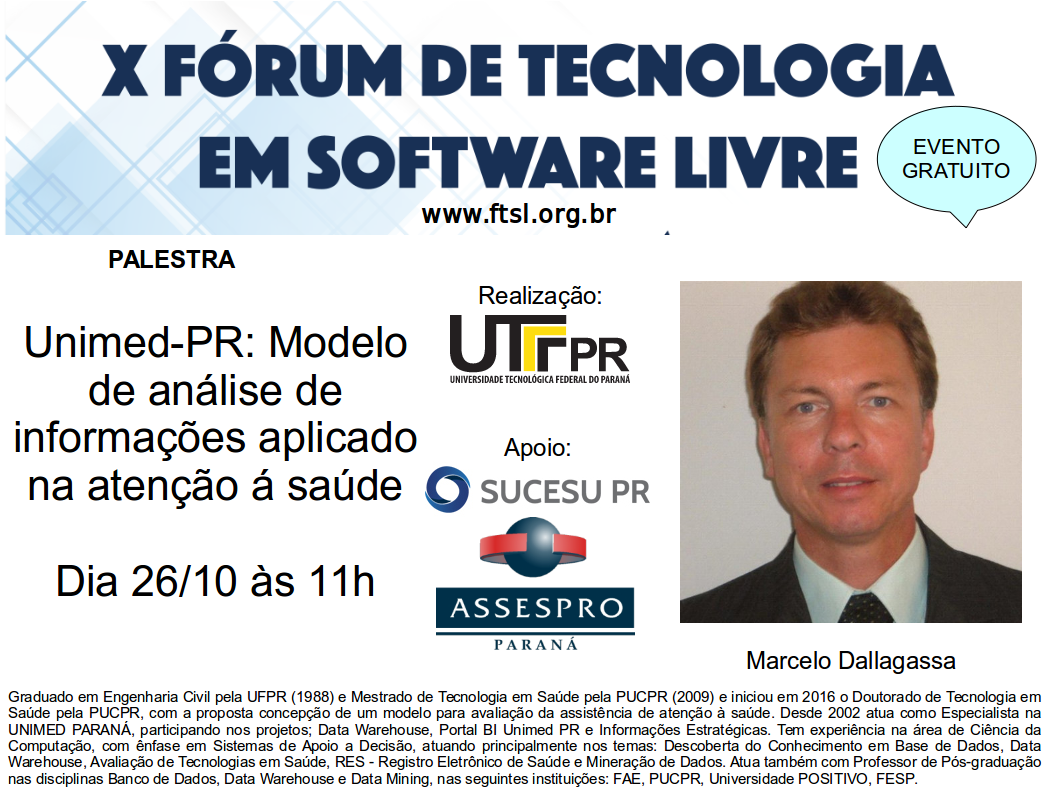 X FÓRUM DE TECNOLOGIA
EM SOFTWARE LIVRE
EVENTO
GRATUITO
www.ftsl.org.br
PALESTRA
Unimed-PR: Modelo
de análise de
informações aplicado
na atenção á saúde
Dia 26/10 às 11h
Realização:
UTFPR
UNIVERSIDADE TECNOLÓGICA FEDERAL DO PARANÁ
Apoio:
SUCESU PR
ASSESPRO
PARANÁ
Marcelo Dallagassa
Graduado em Engenharia Civil pela UFPR (1988) e Mestrado de Tecnologia em Saúde pela PUCPR (2009) e iniciou em 2016 o Doutorado de Tecnologia em
Saúde pela PUCPR, com a proposta concepção de um modelo para avaliação da assistência de atenção à saúde. Desde 2002 atua como Especialista na
UNIMED PARANÁ, participando nos projetos; Data Warehouse, Portal BI Unimed PR e Informações Estratégicas. Tem experiência na área de Ciência da
Computação, com ênfase em Sistemas de Apoio a Decisão, atuando principalmente nos temas: Descoberta do Conhecimento em Base de Dados, Data
Warehouse, Avaliação de Tecnologias em Saúde, RES - Registro Eletrônico de Saúde e Mineração de Dados. Atua também com Professor de Pós-graduação
nas disciplinas Banco de Dados, Data Warehouse e Data Mining, nas seguintes instituições: FAE, PUCPR, Universidade POSITIVO, FESP.